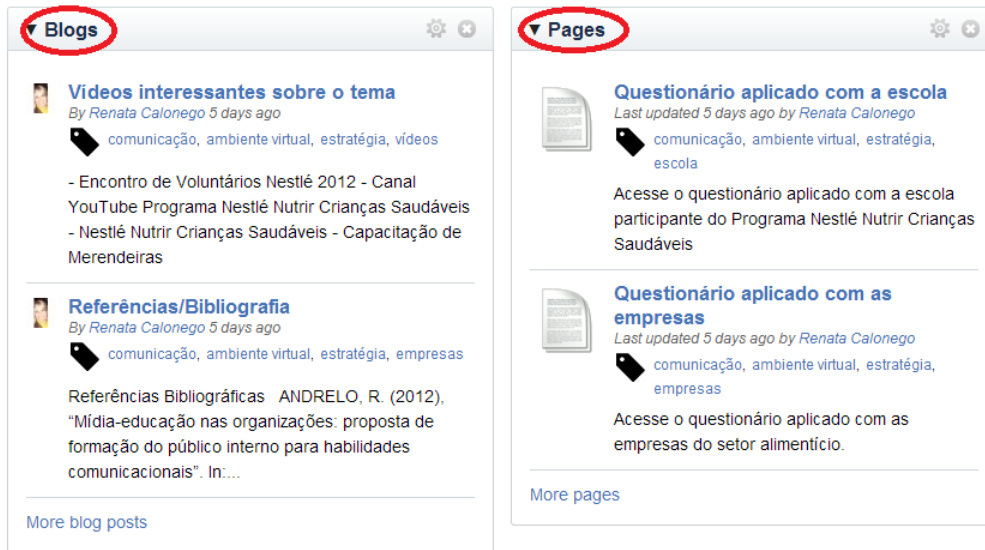 Blogs
Vídeos interessantes sobre o tema
By Renata Calonego 5 days ago
comunicação, ambiente virtual, estratégia, vídeos
- Encontro de Voluntários Nestlé 2012 - Canal
YouTube Programa Nestlé Nutrir Crianças Saudáveis
- Nestlé Nutrir Crianças Saudáveis - Capacitação de
Merendeiras
Referências/Bibliografia
By Renata Calonego 5 days ago
comunicação, ambiente virtual, estratégia, empresas
Referências Bibliográficas ANDRELO, R. (2012),
“Mídia-educação nas organizações: proposta de
formação do público interno para habilidades
comunicacionais”. In:...
More blog posts
Pages
Questionário aplicado com a escola
Last updated 5 days ago by Renata Calonego
comunicação, ambiente virtual, estratégia,
escola
Acesse o questionário aplicado com a escola
participante do Programa Nestlé Nutrir Crianças
Saudáveis
Questionário aplicado com as
empresas
Last updated 5 days ago by Renata Calonego
comunicação, ambiente virtual, estratégia,
empresas
Acesse o questionário aplicado com as
empresas do setor alimentício.
More pages